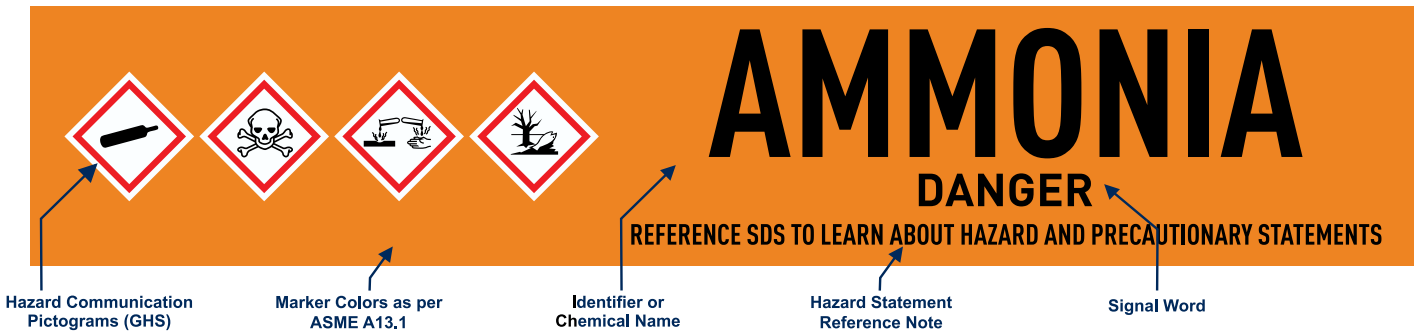 AMMONIA
DANGER
REFERENCE SDS TO LEARN ABOUT HAZARD AND PRECAUTIONARY STATEMENTS
Hazard Communication
Pictograms (GHS)
Marker Colors as per
ASME A13.1
Identifier or
Chemical Name
Hazard Statement
Reference Note
Signal Word